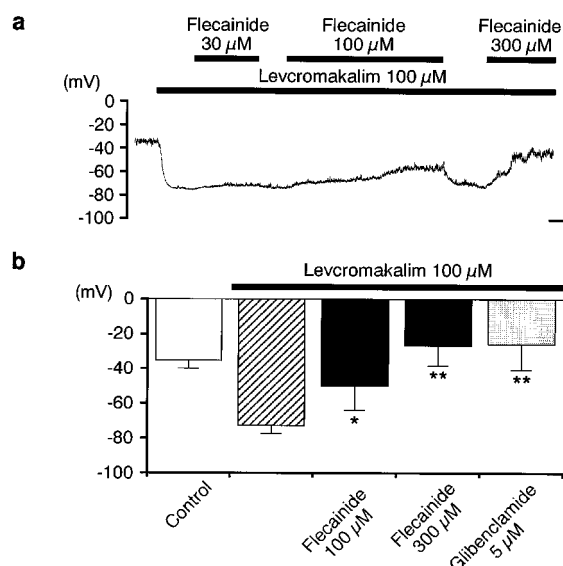 a
Flecainide Flecainide Flecainide
30 µM 100 µM 300 µM
Levcromakalim 100 µM
(mV)
0
-20
-40
-60
-80
-100
b
Levcromakalim 100 µM
(mV)
0
-20
-40
-60
-80
-100
*
**
**
Control
Flecainide
100 µM
Flecainide
300 µM
Glibenclamide
5 µM